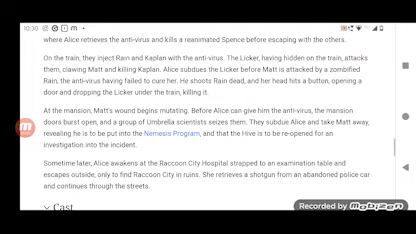 10:30
where Alice retrieves the anti-virus and kills a reanimated Spence before escaping with the others.
On the train, they inject Rain and Kaplan with the anti-virus. The Licker, having hidden on the train, attacks
them, clawing Matt and killing Kaplan. Alice subdues the Licker before Matt is attacked by a zombified
Rain, the anti-virus having failed to cure her. He shoots Rain dead, and her head hits a button, opening a
door and dropping the Licker under the train, killing it.
At the mansion, Matt's wound begins mutating. Before Alice can give him the anti-virus, the mansion
doors burst open, and a group of Umbrella scientists seize them. They subdue Alice and take Matt away,
revealing he is to be put into the Nemesis Program, and that the Hive is to be re-opened for an
investigation into the incident.
Sometime later, Alice awakens at the Raccoon City Hospital strapped to an examination table and
escapes outside, only to find Raccoon City in ruins. She retrieves a shotgun from an abandoned police car
and continues through the streets.
Cast
Recorded by Mobizen